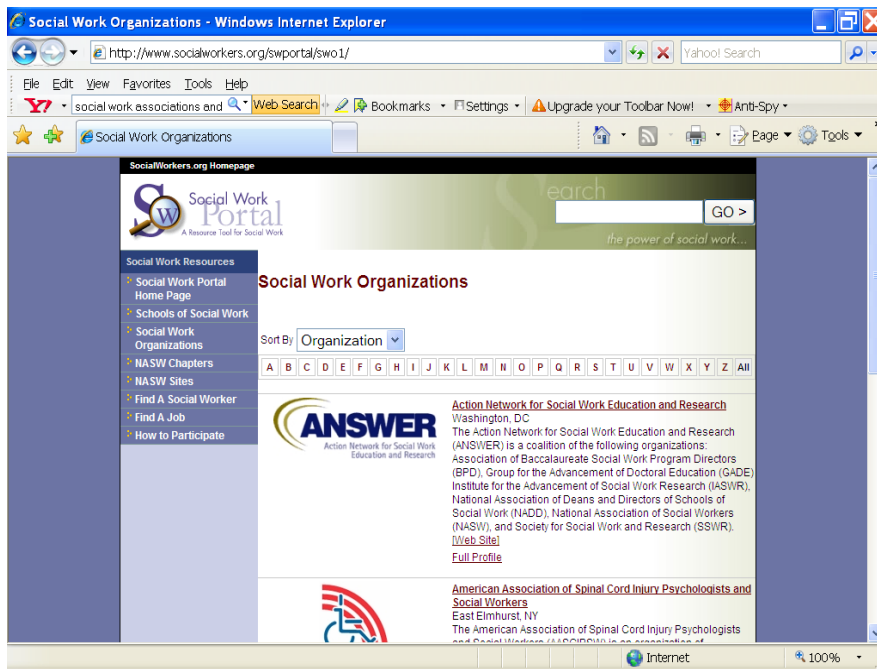 Social Work Organizations - Windows Internet Explorer
http://www.socialworkers.org/swportal/swo1/
Yahoo! Search
File Edit View Favorites Tools Help
Y! social work associations and Web Search Bookmarks Settings Upgrade your Toolbar Now! Anti-Spy
Social Work Organizations
Page Tools
SocialWorkers.org Homepage
Sw
Social Work
Portal
A Resource Tool for Social Work
Search
GO >
the power of social work...
Social Work Resources
Social Work Portal
Home Page
Schools of Social Work
Social Work
Organizations
NASW Chapters
NASW Sites
Find A Social Worker
Find A Job
How to Participate
Social Work Organizations
Sort By Organization
A B C D E F G H I J K L M N O P Q R S T U V W X Y Z All
ANSWER
Action Network for Social Work
Education and Research
Action Network for Social Work Education and Research
Washington, DC
The Action Network for Social Work Education and Research
(ANSWER) is a coalition of the following organizations:
Association of Baccalaureate Social Work Program Directors
(BPD), Group for the Advancement of Doctoral Education (GADE)
Institute for the Advancement of Social Work Research (IASWR),
National Association of Deans and Directors of Schools of
Social Work (NADD), National Association of Social Workers
(NASW), and Society for Social Work and Research (SSWR).
[Web Site]
Full Profile
American Association of Spinal Cord Injury Psychologists and
Social Workers
East Elmhurst, NY
The American Association of Spinal Cord Injury Psychologists
and Social Workers (AASCIPSW) is an organization of
Internet
100%